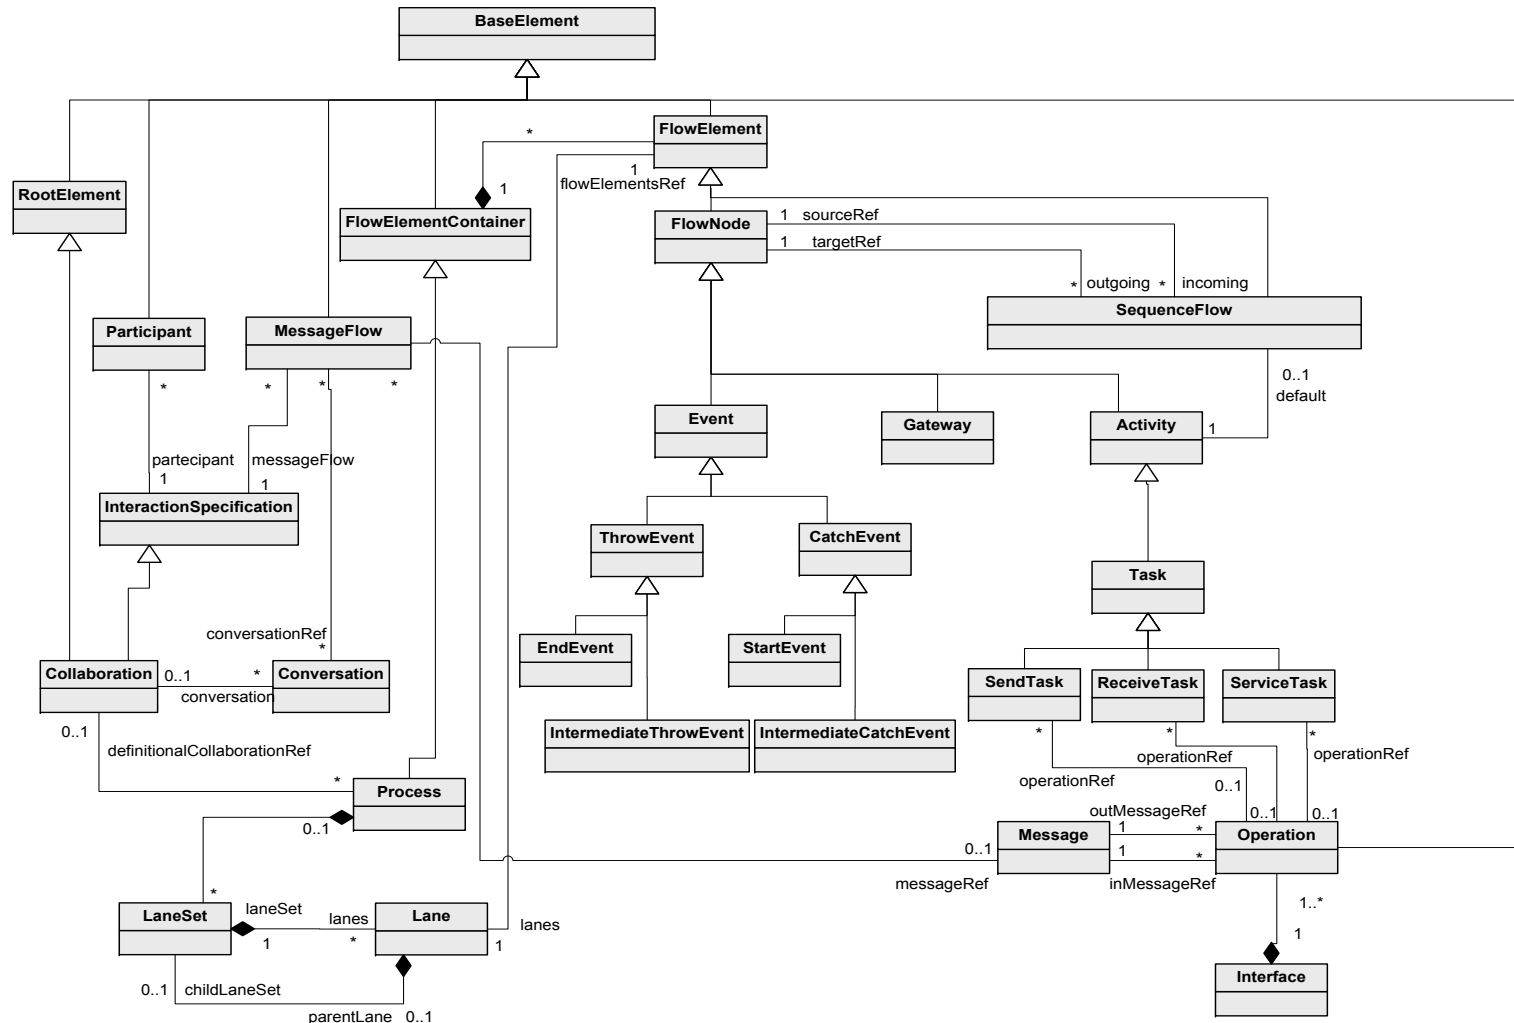 BaseElement
*
FlowElement
1
flowElementsRef
RootElement
1
FlowElementContainer
FlowNode
1 sourceRef
1 targetRef
* outgoing
* incoming
SequenceFlow
Participant
MessageFlow
*
*
*
*
0..1
default
Event
Gateway
Activity
1
partecipant
messageFlow
1
1
InteractionSpecification
ThrowEvent
CatchEvent
Task
conversationRef
*
EndEvent
StartEvent
Collaboration
0..1
*
conversation
Conversation
SendTask
ReceiveTask
ServiceTask
0..1
definitionalCollaborationRef
IntermediateThrowEvent
IntermediateCatchEvent
*
*
*
operationRef
operationRef
operationRef
*
Process
0..1
0..1
0..1
0..1
outMessageRef
Message
1
*
Operation
0..1
1
*
messageRef
inMessageRef
*
laneSet
LaneSet
1
lanes
*
Lane
1
lanes
1..*
1
Interface
0..1
childLaneSet
parentLane
0..1